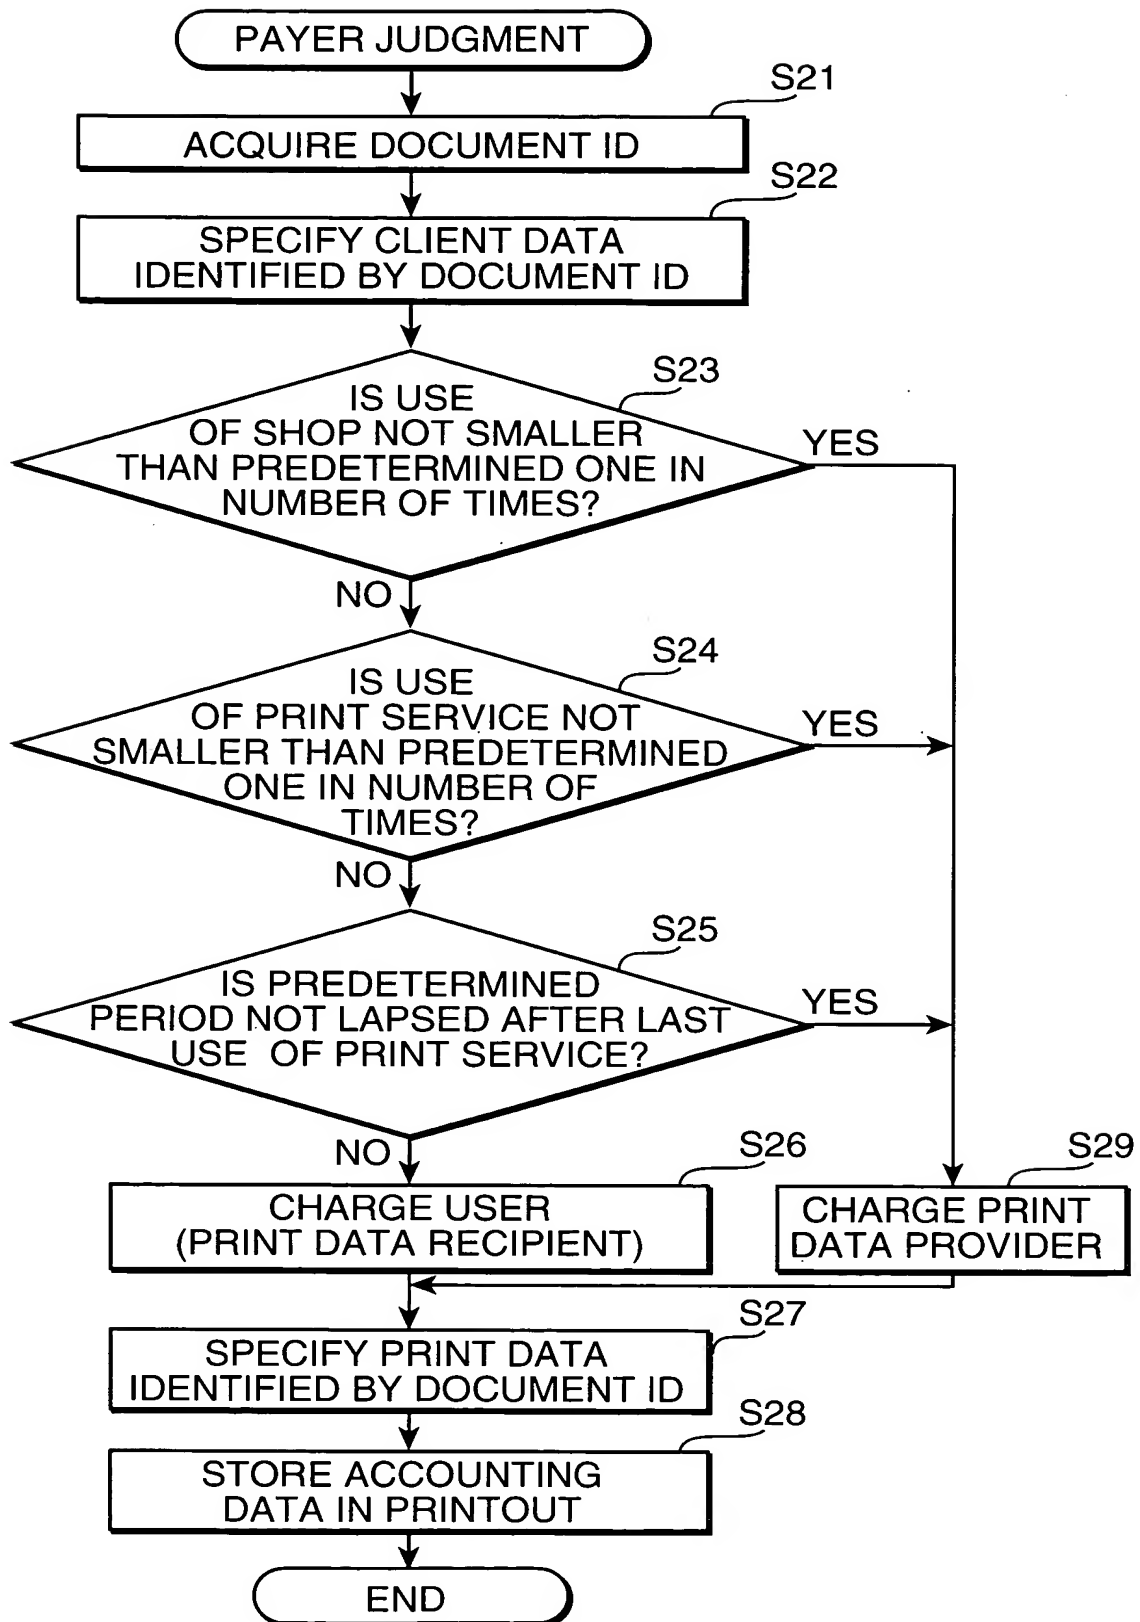 PAYER JUDGMENT
S21
ACQUIRE DOCUMENT ID
S22
SPECIFY CLIENT DATA
IDENTIFIED BY DOCUMENT ID
S23
IS USE
OF SHOP NOT SMALLER
THAN PREDETERMINED ONE IN
NUMBER OF TIMES?
YES
NO
S24
IS USE
OF PRINT SERVICE NOT
SMALLER THAN PREDETERMINED
ONE IN NUMBER OF
TIMES?
YES
NO
S25
IS PREDETERMINED
PERIOD NOT LAPSED AFTER LAST
USE OF PRINT SERVICE?
YES
NO
S26
CHARGE USER
(PRINT DATA RECIPIENT)
S29
CHARGE PRINT
DATA PROVIDER
S27
SPECIFY PRINT DATA
IDENTIFIED BY DOCUMENT ID
S28
STORE ACCOUNTING
DATA IN PRINTOUT
END